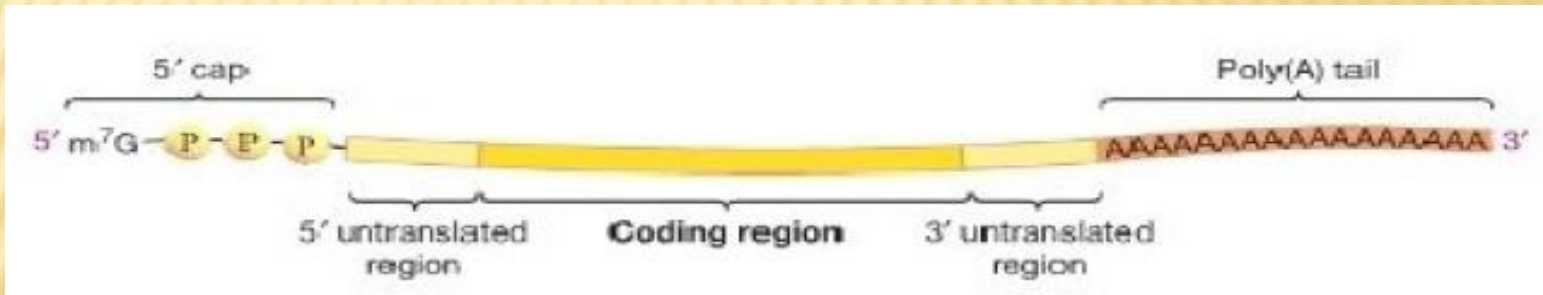 5′ cap
Poly(A) tail
5′ m⁷G P P P AAAAAAAAAAAAAAAAAA 3′
5′ untranslated
region
Coding region
3′ untranslated
region